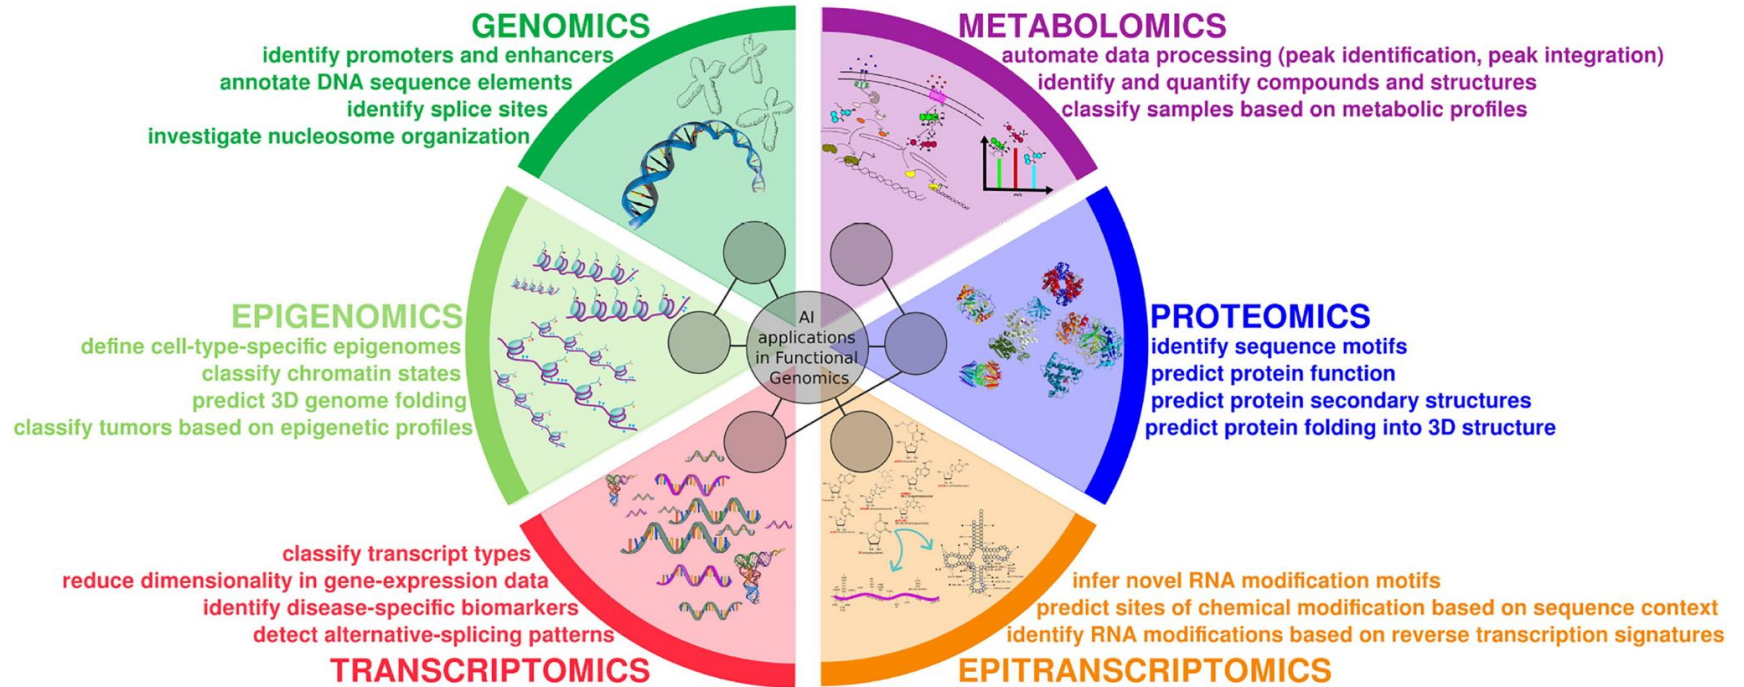 GENOMICS
identify promoters and enhancers
annotate DNA sequence elements
identify splice sites
investigate nucleosome organization
METABOLOMICS
automate data processing (peak identification, peak integration)
identify and quantify compounds and structures
classify samples based on metabolic profiles
EPIGENOMICS
define cell-type-specific epigenomes
classify chromatin states
predict 3D genome folding
classify tumors based on epigenetic profiles
AI
applications
in Functional
Genomics
PROTEOMICS
identify sequence motifs
predict protein function
predict protein secondary structures
predict protein folding into 3D structure
classify transcript types
reduce dimensionality in gene-expression data
identify disease-specific biomarkers
detect alternative-splicing patterns
TRANSCRIPTOMICS
infer novel RNA modification motifs
predict sites of chemical modification based on sequence context
identify RNA modifications based on reverse transcription signatures
EPITRANSCRIPTOMICS